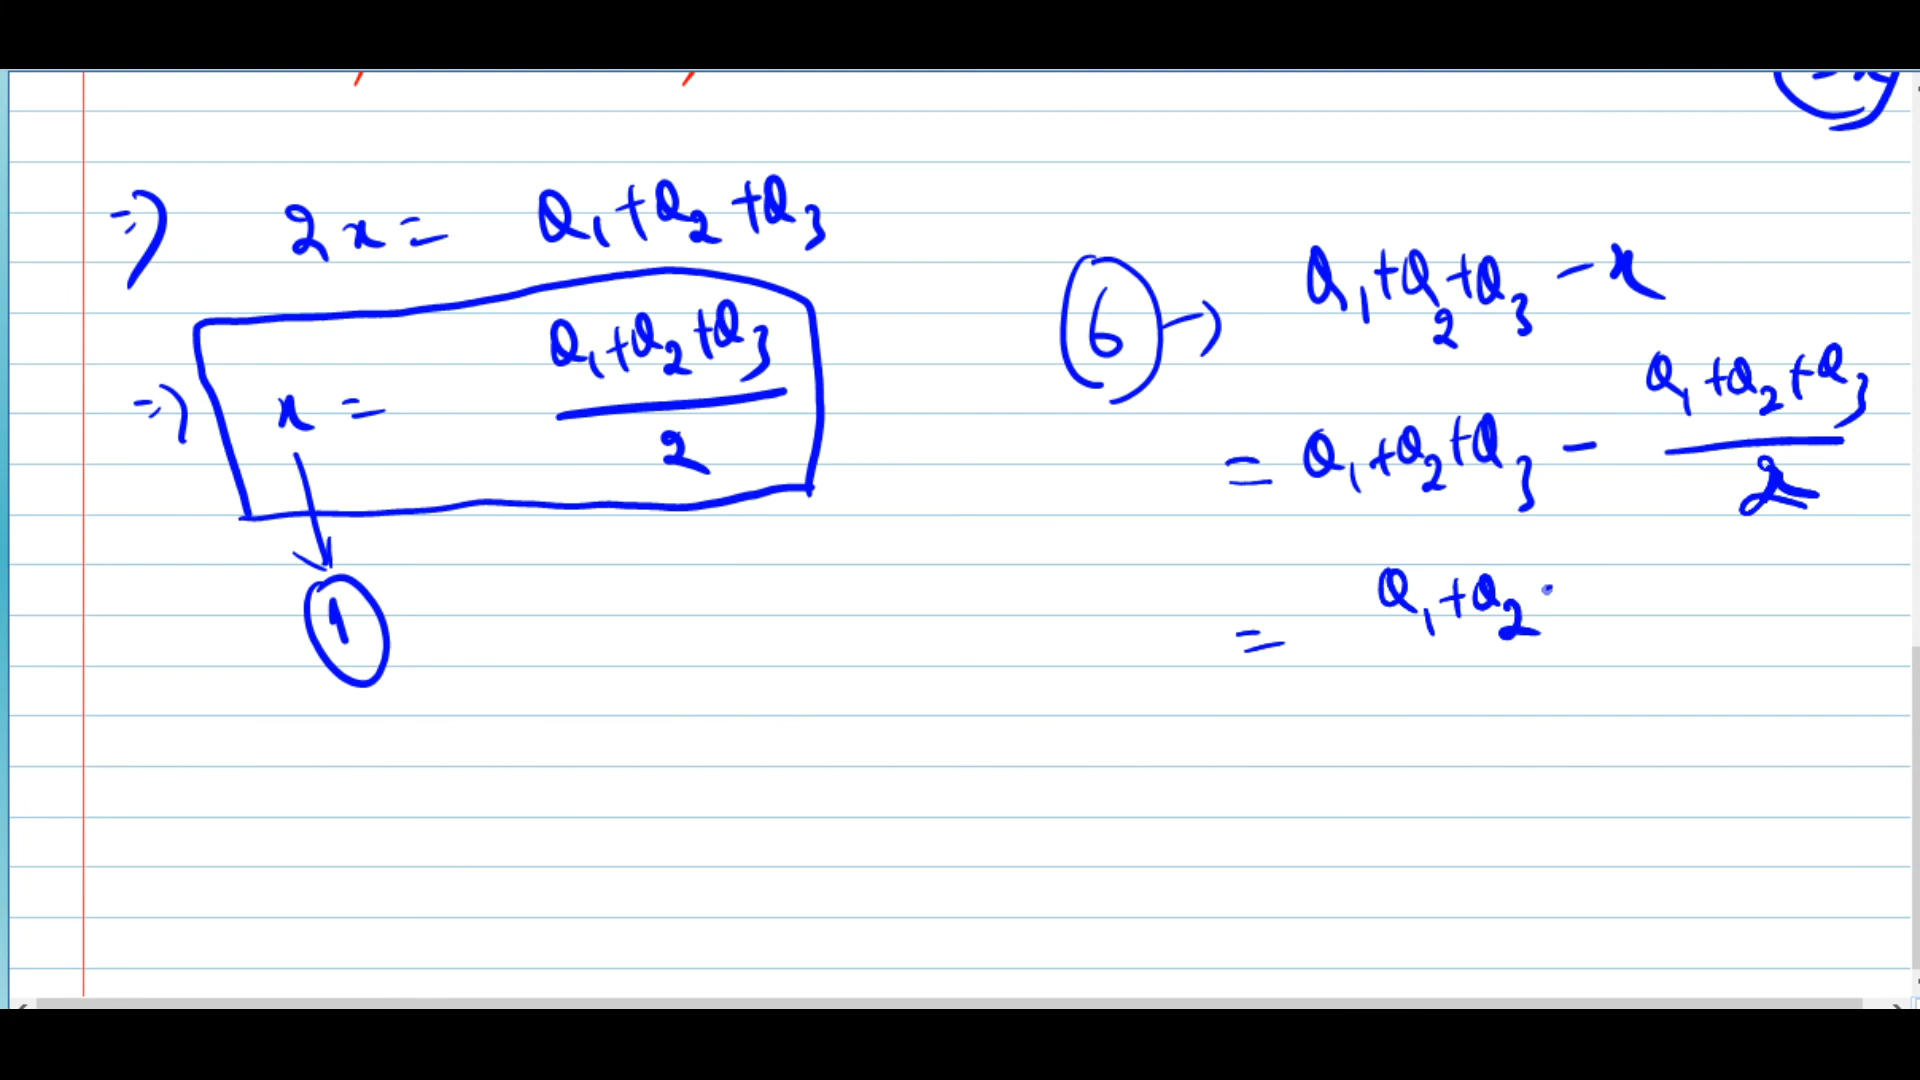 ⇒ 2x = Q₁+Q₂+Q₃
⇒ x = (Q₁+Q₂+Q₃)/2
1
6 → Q₁+Q₂+Q₃ − x
= Q₁+Q₂+Q₃ − (Q₁+Q₂+Q₃)/2
= Q₁+Q₂